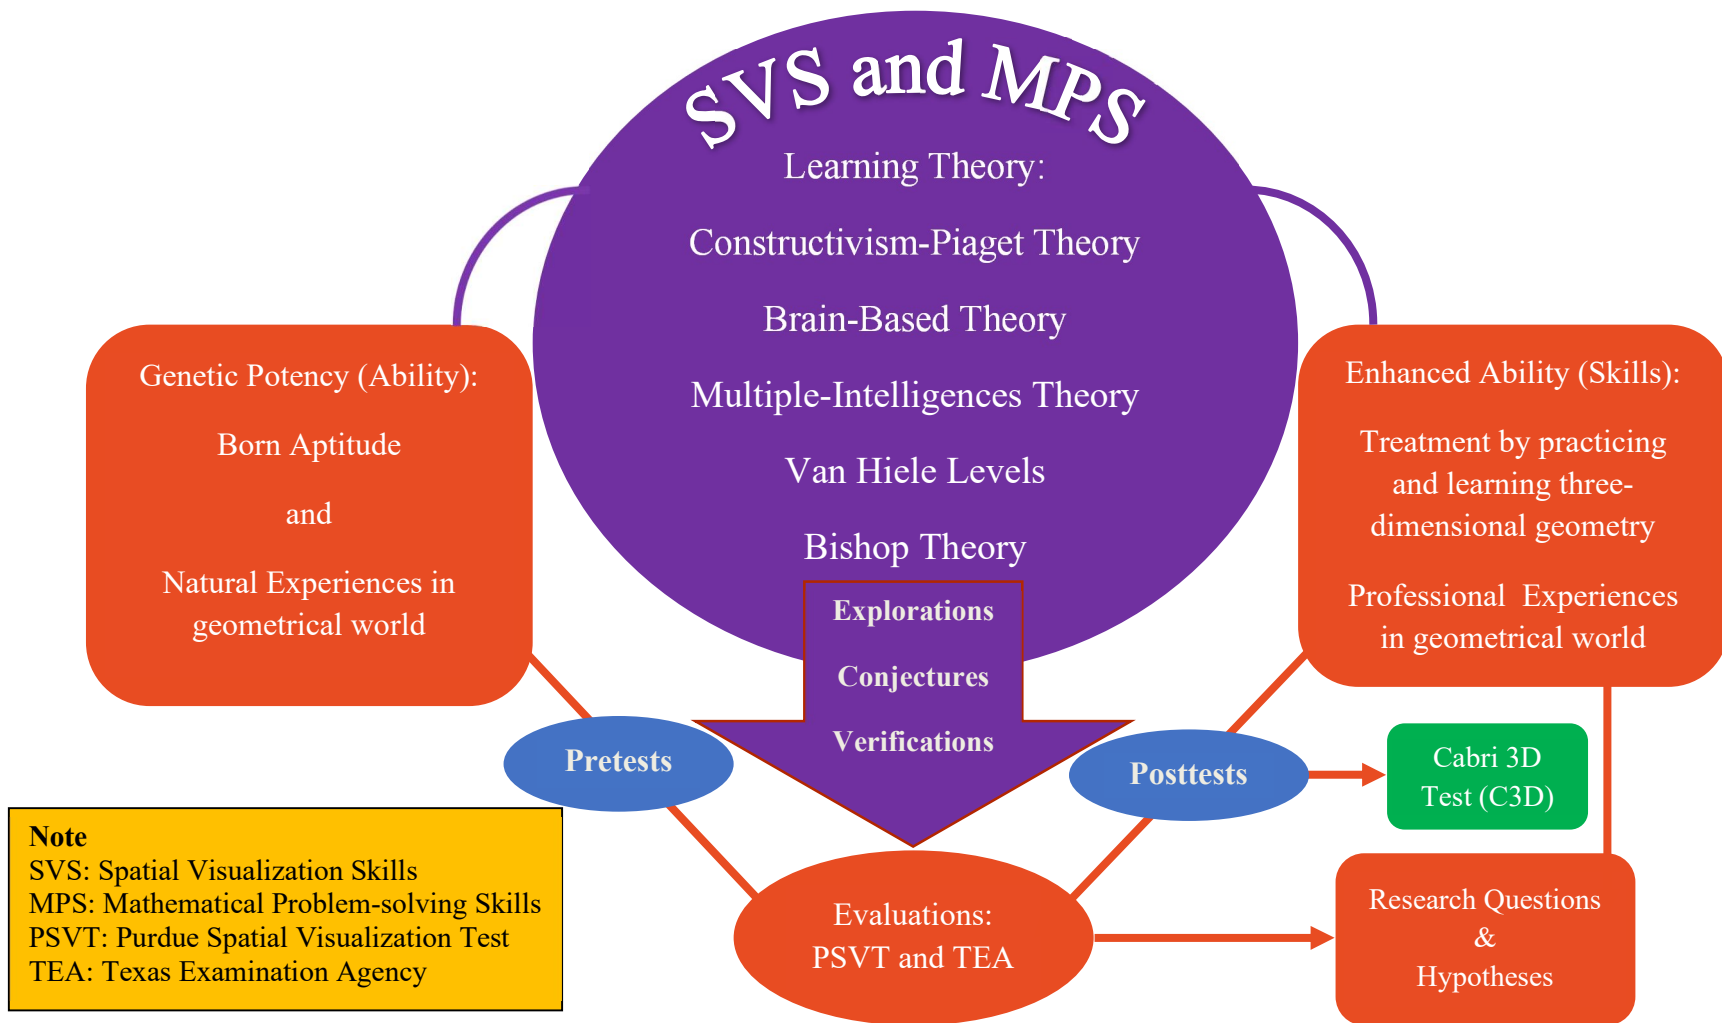 SVS and MPS
Learning Theory:
Constructivism-Piaget Theory
Brain-Based Theory
Multiple-Intelligences Theory
Van Hiele Levels
Bishop Theory
Explorations
Conjectures
Verifications
Genetic Potency (Ability):
Born Aptitude
and
Natural Experiences in
geometrical world
Enhanced Ability (Skills):
Treatment by practicing
and learning three-
dimensional geometry
Professional Experiences
in geometrical world
Pretests
Posttests
Cabri 3D
Test (C3D)
Evaluations:
PSVT and TEA
Research Questions
&
Hypotheses
Note
SVS: Spatial Visualization Skills
MPS: Mathematical Problem-solving Skills
PSVT: Purdue Spatial Visualization Test
TEA: Texas Examination Agency